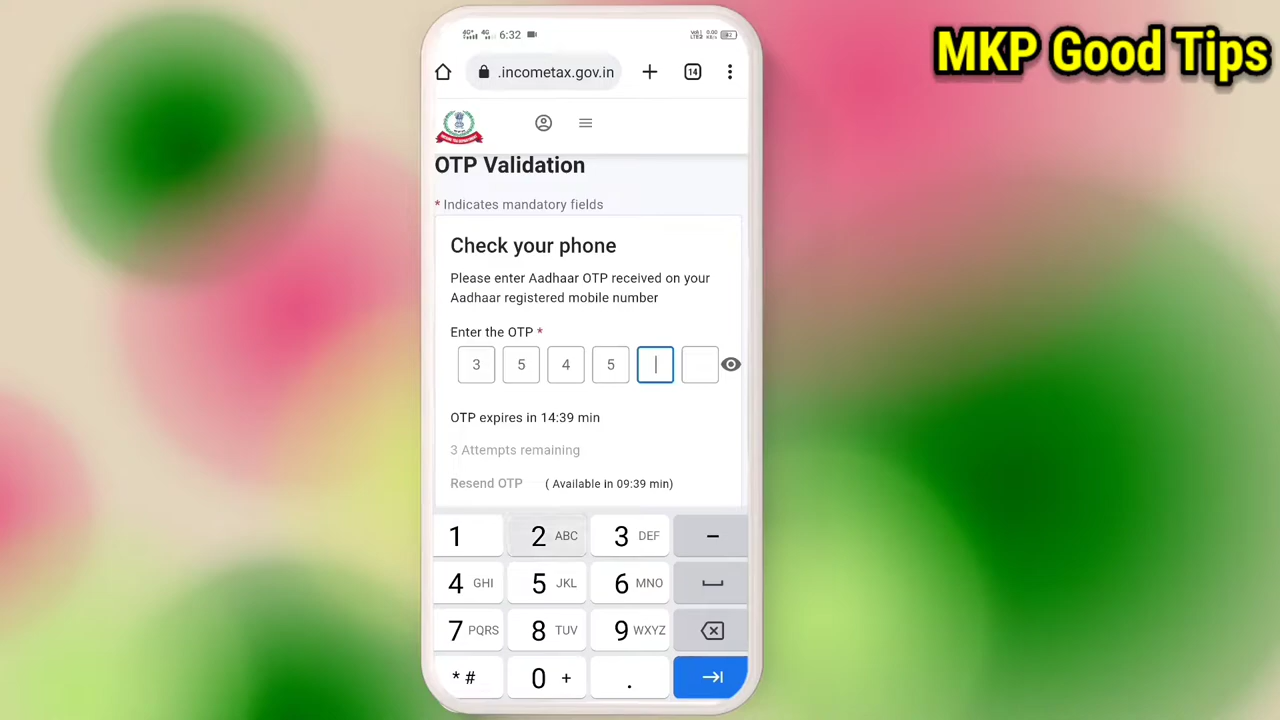 MKP Good Tips
6:32
.incometax.gov.in
14
OTP Validation
* Indicates mandatory fields
Check your phone
Please enter Aadhaar OTP received on your
Aadhaar registered mobile number
Enter the OTP *
3 5 4 5
OTP expires in 14:39 min
3 Attempts remaining
Resend OTP ( Available in 09:39 min)
1 2 ABC 3 DEF -
4 GHI 5 JKL 6 MNO
7 PQRS 8 TUV 9 WXYZ
* # 0 + .